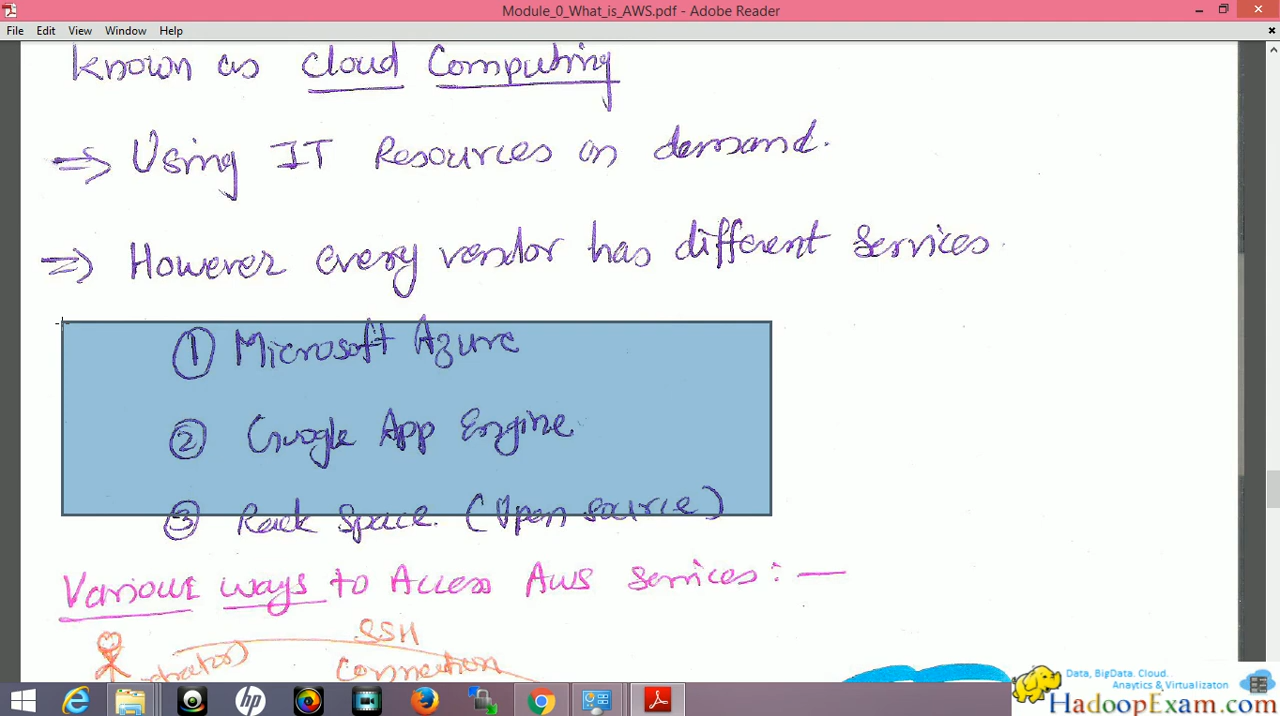 Module_0_What_is_AWS.pdf - Adobe Reader
File Edit View Window Help
known as cloud Computing
⇒ Using IT Resources on demand.
⇒ However every vendor has different services
① Microsoft Azure
② Google App Engine
③ Rack Space. (Open source)
Various ways to Access AWS services: —
SSH
Connection
Data, BigData. Cloud.
Anaytics & Virtualizaton
HadoopExam.com